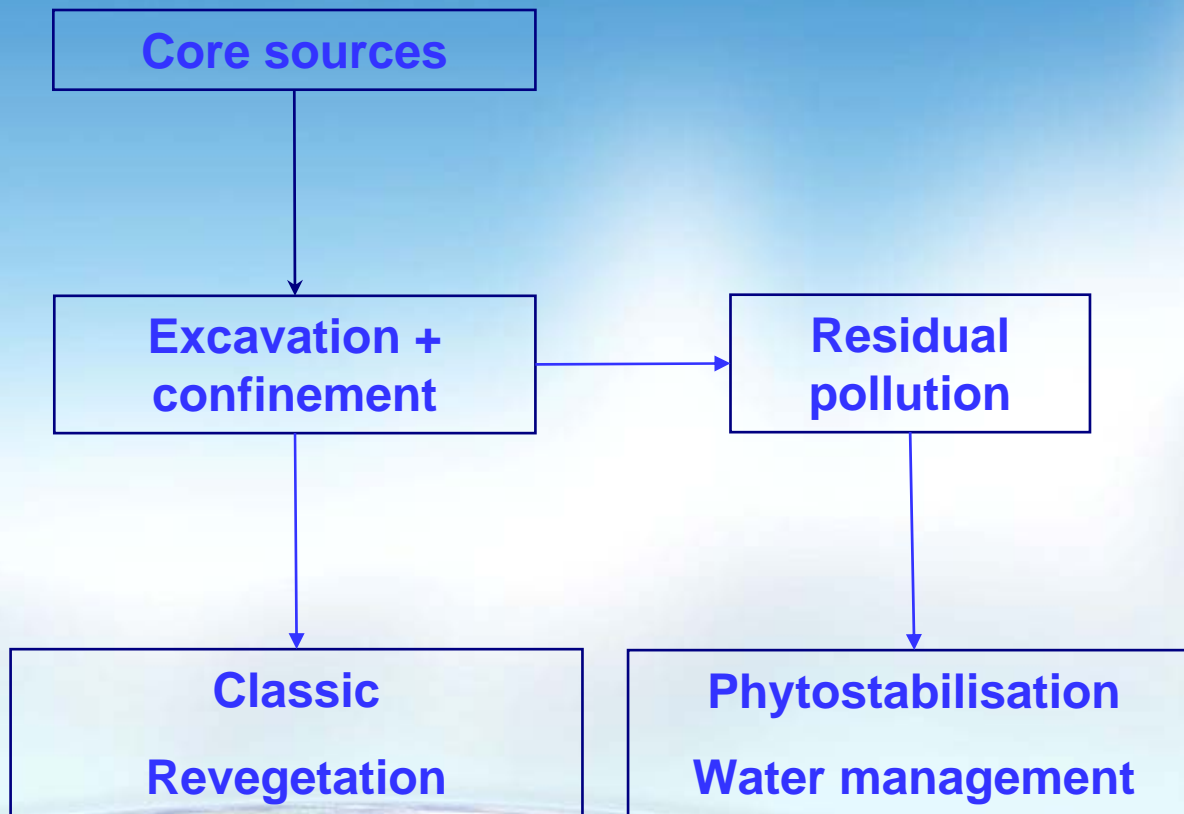 Core sources
Excavation +
confinement
Residual
pollution
Classic
Revegetation
Phytostabilisation
Water management